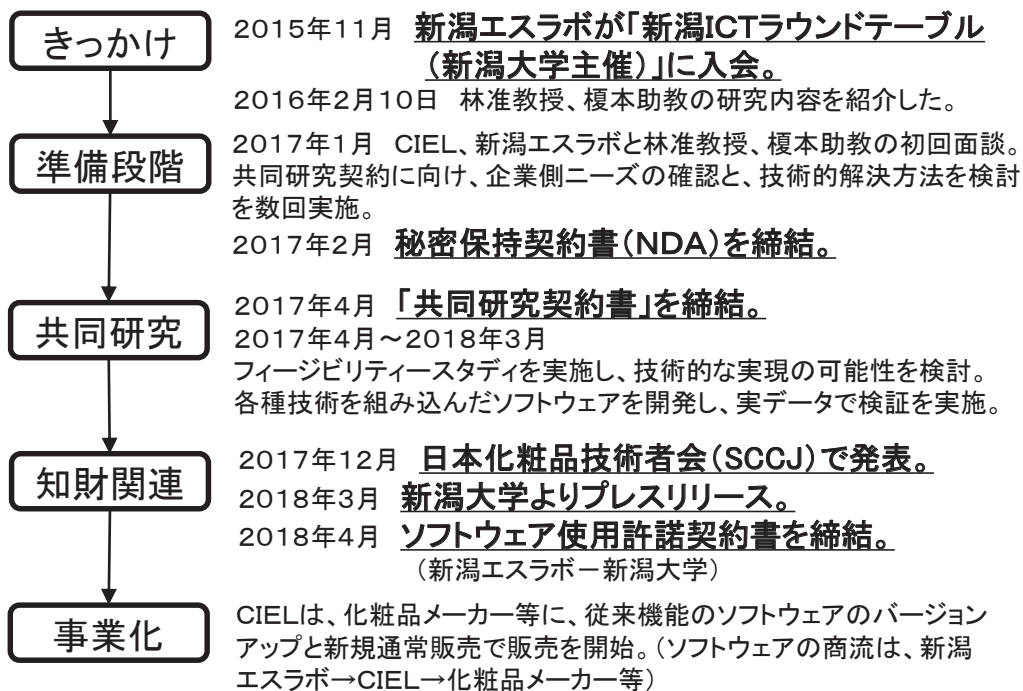 きっかけ
2015年11月 新潟エスラボが「新潟ICTラウンドテーブル
(新潟大学主催)」に入会。
2016年2月10日 林准教授、榎本助教の研究内容を紹介した。
準備段階
2017年1月 CIEL、新潟エスラボと林准教授、榎本助教の初回面談。
共同研究契約に向け、企業側ニーズの確認と、技術的解決方法を検討
を数回実施。
2017年2月 秘密保持契約書(NDA)を締結。
共同研究
2017年4月 「共同研究契約書」を締結。
2017年4月～2018年3月
フィージビリティースタディを実施し、技術的な実現の可能性を検討。
各種技術を組み込んだソフトウェアを開発し、実データで検証を実施。
知財関連
2017年12月 日本化粧品技術者会(SCCJ)で発表。
2018年3月 新潟大学よりプレスリリース。
2018年4月 ソフトウェア使用許諾契約書を締結。
(新潟エスラボ－新潟大学)
事業化
CIELは、化粧品メーカー等に、従来機能のソフトウェアのバージョン
アップと新規通常販売で販売を開始。(ソフトウェアの商流は、新潟
エスラボ→CIEL→化粧品メーカー等)